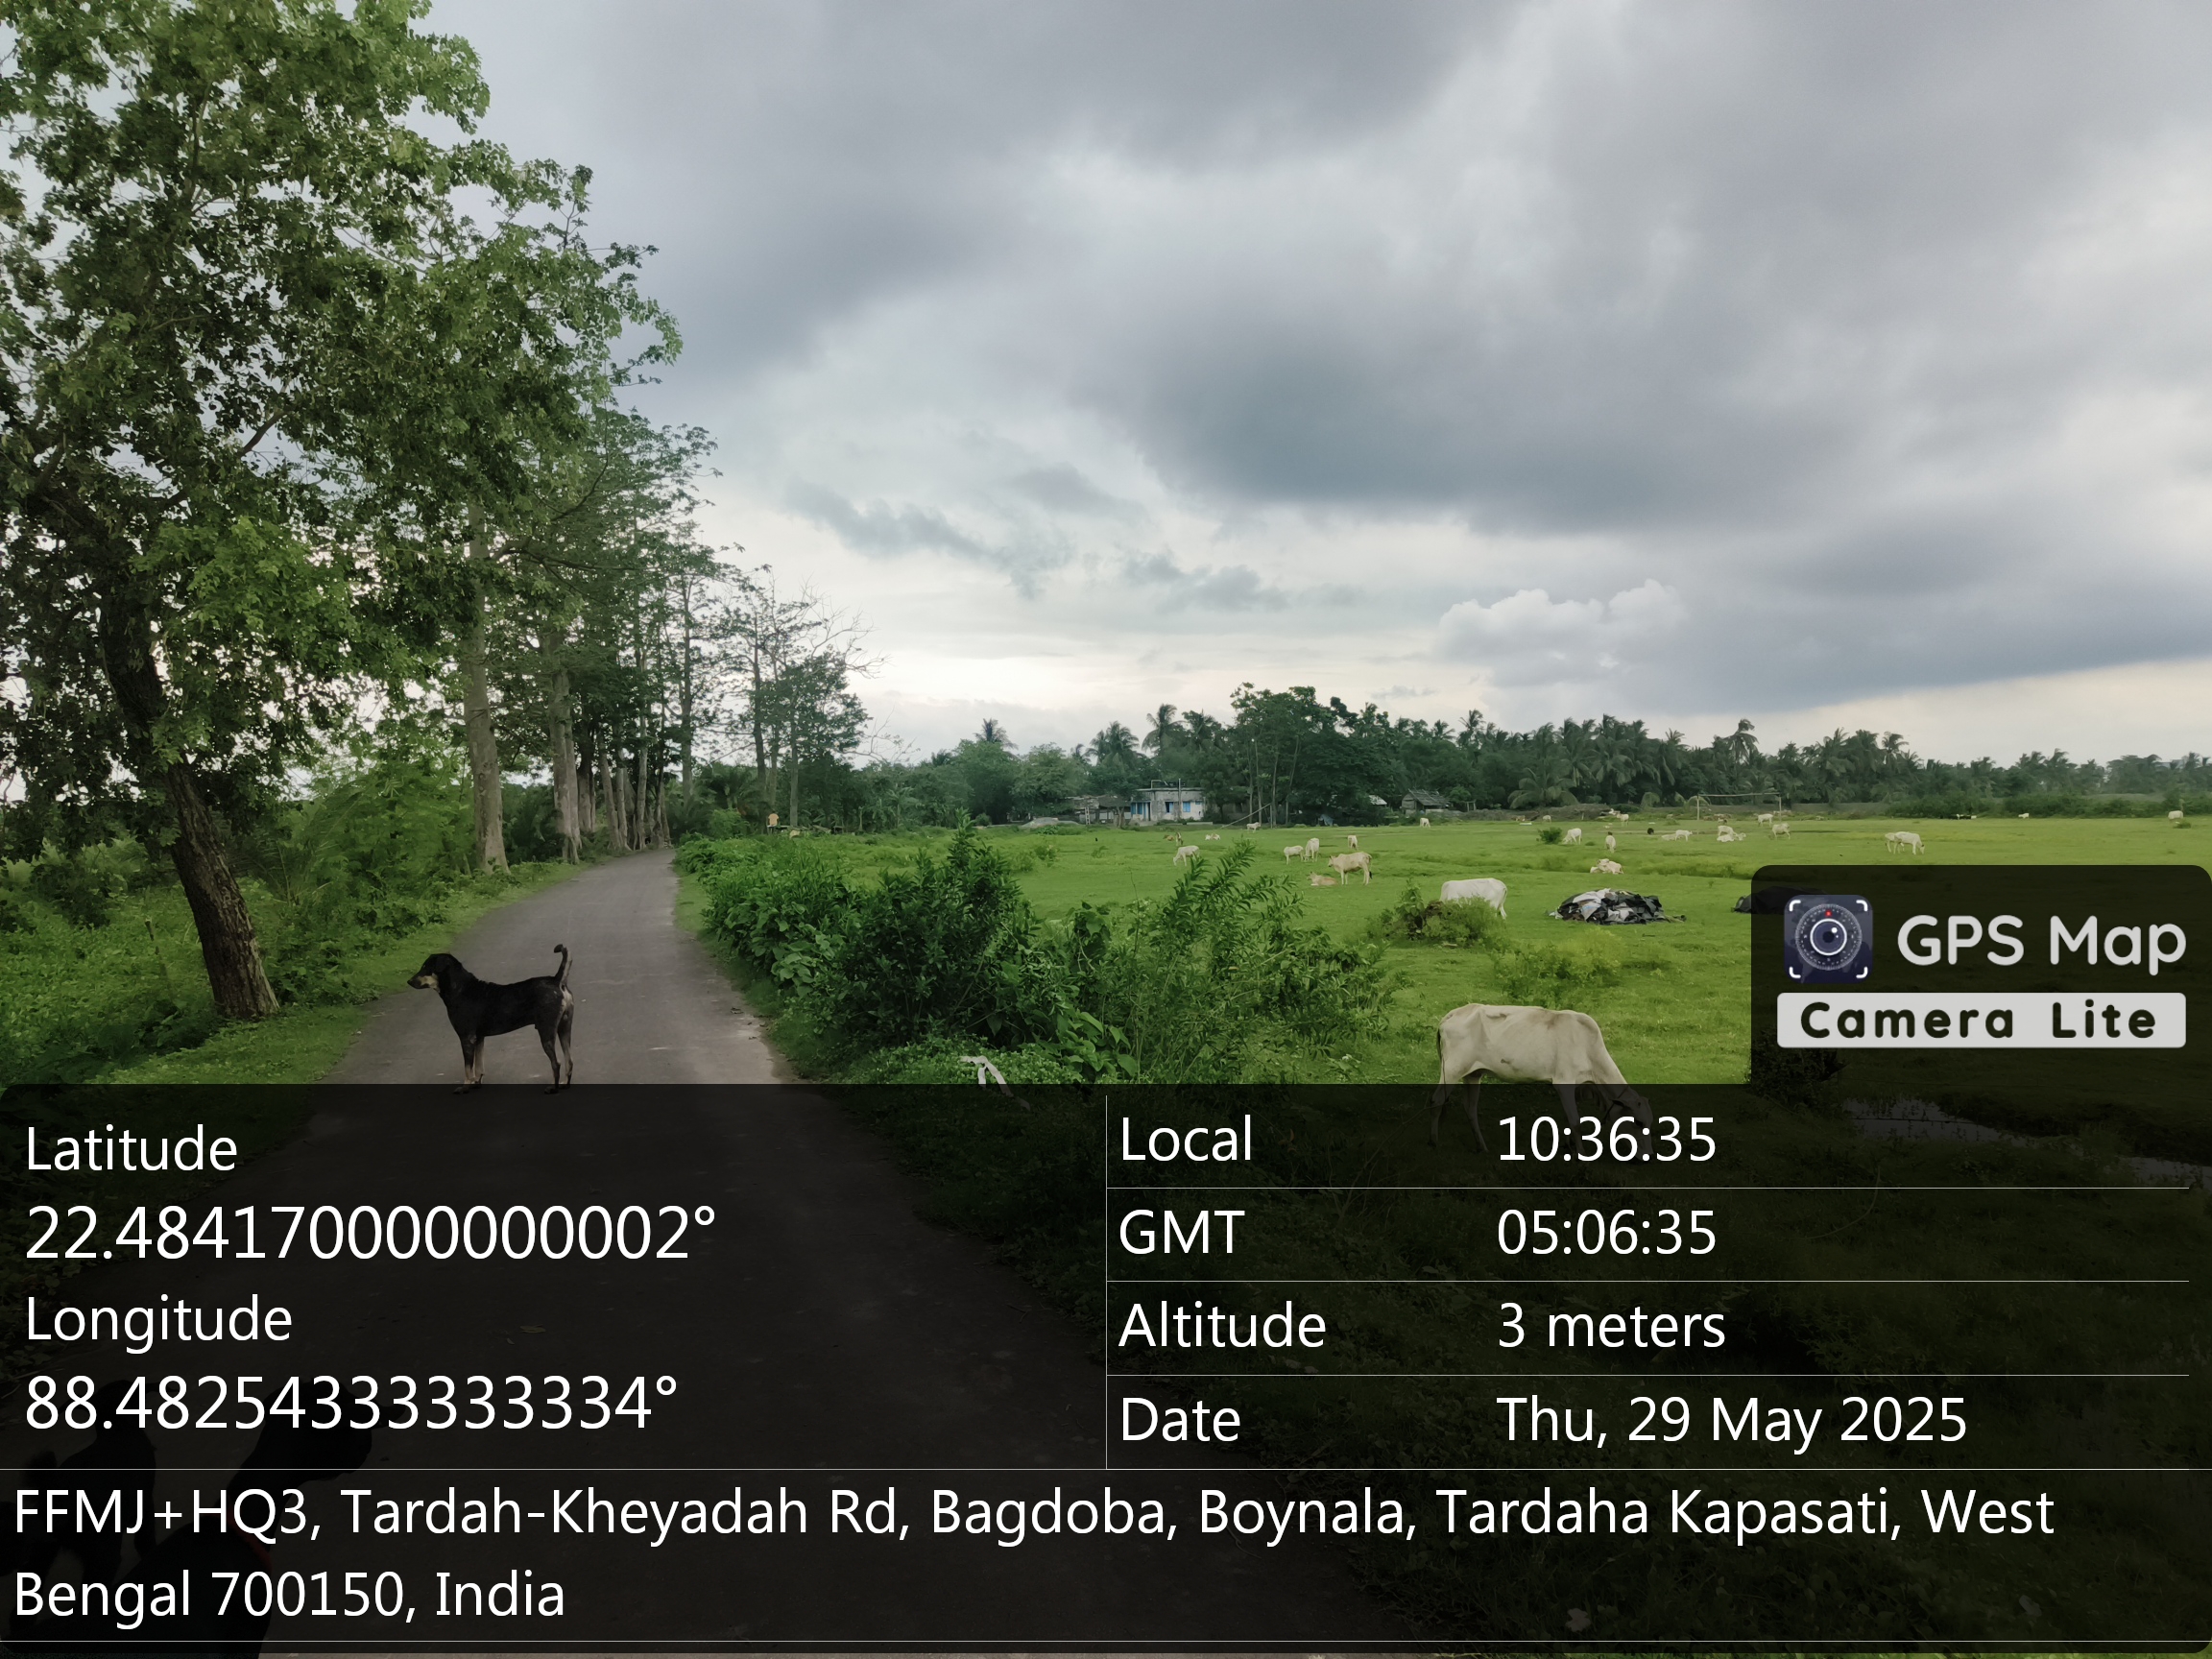 GPS Map
Camera Lite
Latitude
22.484170000000002°
Longitude
88.48254333333334°
Local 10:36:35
GMT 05:06:35
Altitude 3 meters
Date Thu, 29 May 2025
FFMJ+HQ3, Tardah-Kheyadah Rd, Bagdoba, Boynala, Tardaha Kapasati, West
Bengal 700150, India